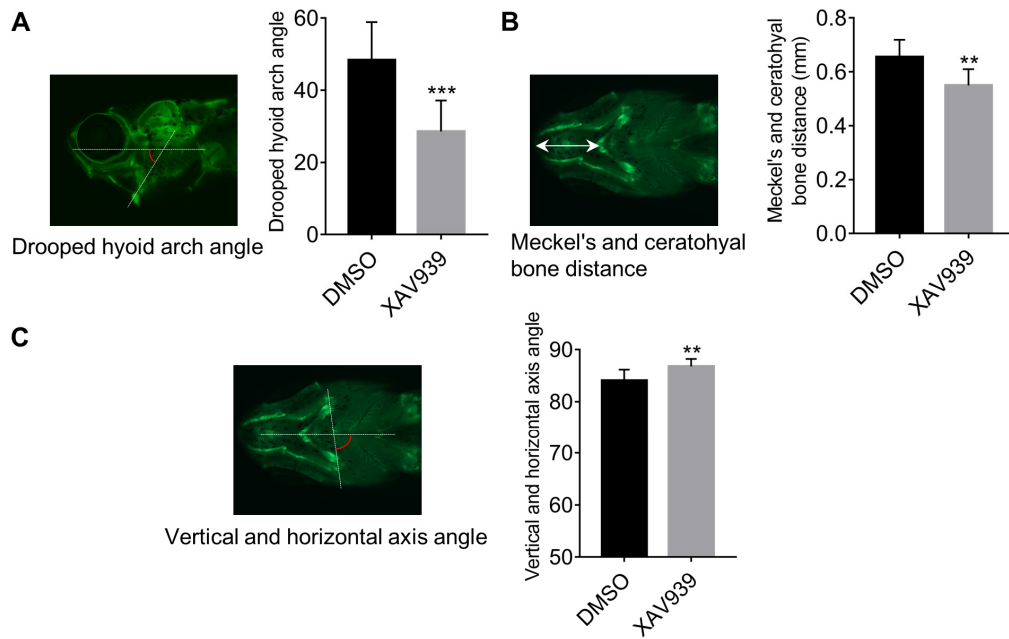 A
Drooped hyoid arch angle
Drooped hyoid arch angle
60
40
20
0
***
DMSO
XAV939
B
Meckel's and ceratohyal
bone distance
Meckel's and ceratohyal
bone distance (mm)
0.8
0.6
0.4
0.2
0.0
**
DMSO
XAV939
C
Vertical and horizontal axis angle
Vertical and horizontal axis angle
90
80
70
60
50
**
DMSO
XAV939